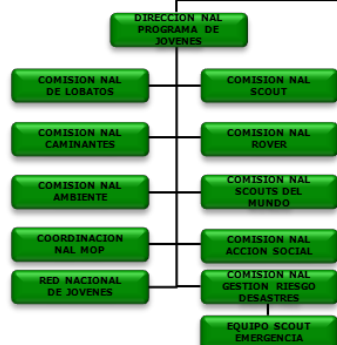 DIRECCION NAL
PROGRAMA DE
JOVENES
COMISION NAL
DE LOBATOS
COMISION NAL
SCOUT
COMISION NAL
CAMINANTES
COMISION NAL
ROVER
COMISION NAL
AMBIENTE
COMISION NAL
SCOUTS DEL
MUNDO
COORDINACION
NAL MOP
COMISION NAL
ACCION SOCIAL
RED NACIONAL
DE JOVENES
COMISION NAL
GESTION RIESGO
DESASTRES
EQUIPO SCOUT
EMERGENCIA